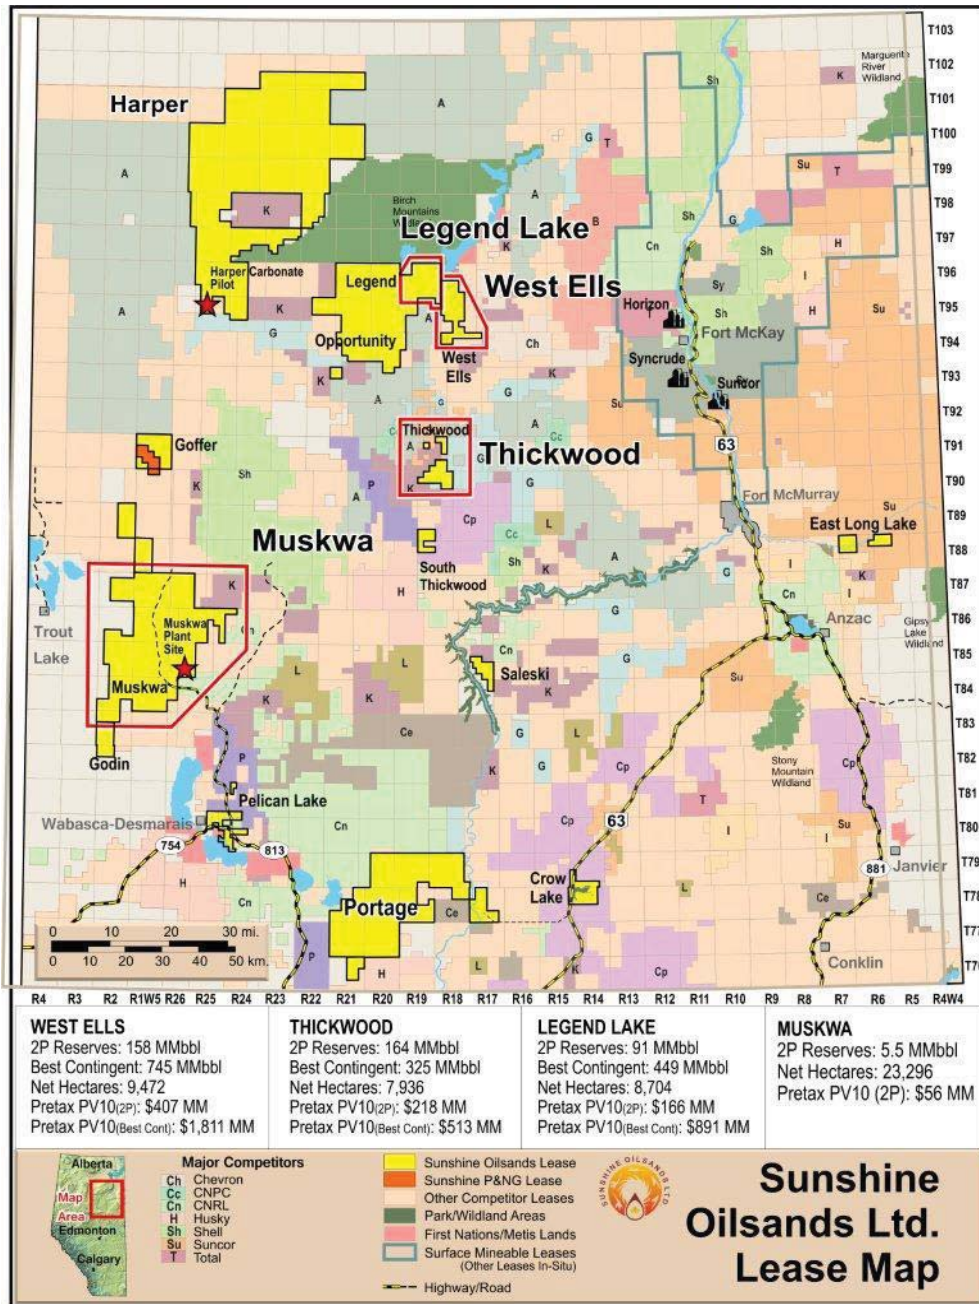 T103
T102
T101
T100
T99
T98
T97
T96
T95
T94
T93
T92
T91
T90
T89
T88
T87
T86
T85
T84
T83
T82
T81
T80
T79
T78
T77
Harper
Marguerite
River
Wildland
Birch
Mountains
Legend Lake
Harper Carbonate
Pilot
Legend
West Ells
Horizon
Fort McKay
Opportunity
West
Ells
Syncrude
Suncor
Goffer
Thickwood
Thickwood
63
Fort McMurray
East Long Lake
Muskwa
South
Thickwood
Trout
Lake
Muskwa
Plant
Site
Anzac
Gipsy
Lake
Wildland
Muskwa
Saleski
Godin
Stony
Mountain
Wildland
Pelican Lake
Wabasca-Desmarais
754
813
63
Janvier
881
Crow
Lake
Portage
Conklin
0 10 20 30 mi.
0 10 20 30 40 50 km.
R4 R3 R2 R1W5 R26 R25 R24 R23 R22 R21 R20 R19 R18 R17 R16 R15 R14 R13 R12 R11 R10 R9 R8 R7 R6 R5 R4W4
WEST ELLS
2P Reserves: 158 MMbbl
Best Contingent: 745 MMbbl
Net Hectares: 9,472
Pretax PV10(2P): $407 MM
Pretax PV10(Best Cont): $1,811 MM
THICKWOOD
2P Reserves: 164 MMbbl
Best Contingent: 325 MMbbl
Net Hectares: 7,936
Pretax PV10(2P): $218 MM
Pretax PV10(Best Cont): $513 MM
LEGEND LAKE
2P Reserves: 91 MMbbl
Best Contingent: 449 MMbbl
Net Hectares: 8,704
Pretax PV10(2P): $166 MM
Pretax PV10(Best Cont): $891 MM
MUSKWA
2P Reserves: 5.5 MMbbl
Net Hectares: 23,296
Pretax PV10 (2P): $56 MM
Alberta
Map
Area
Edmonton
Calgary
Major Competitors
Ch Chevron
Cc CNPC
Cn CNRL
H Husky
Sh Shell
Su Suncor
T Total
Sunshine Oilsands Lease
Sunshine P&NG Lease
Other Competitor Leases
Park/Wildland Areas
First Nations/Metis Lands
Surface Mineable Leases
(Other Leases In-Situ)
Highway/Road
SUNSHINE OILSANDS LTD
Sunshine
Oilsands Ltd.
Lease Map